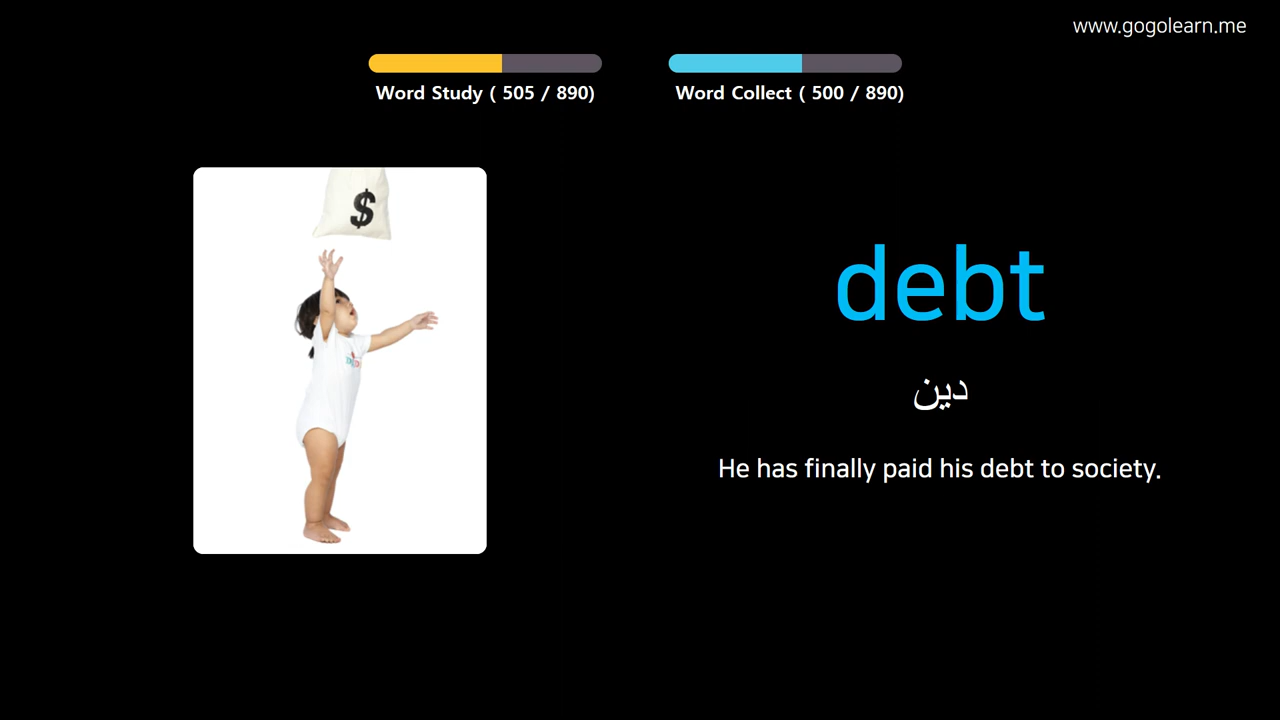 www.gogolearn.me
Word Study ( 505 / 890)
Word Collect ( 500 / 890)
$
debt
دين
He has finally paid his debt to society.